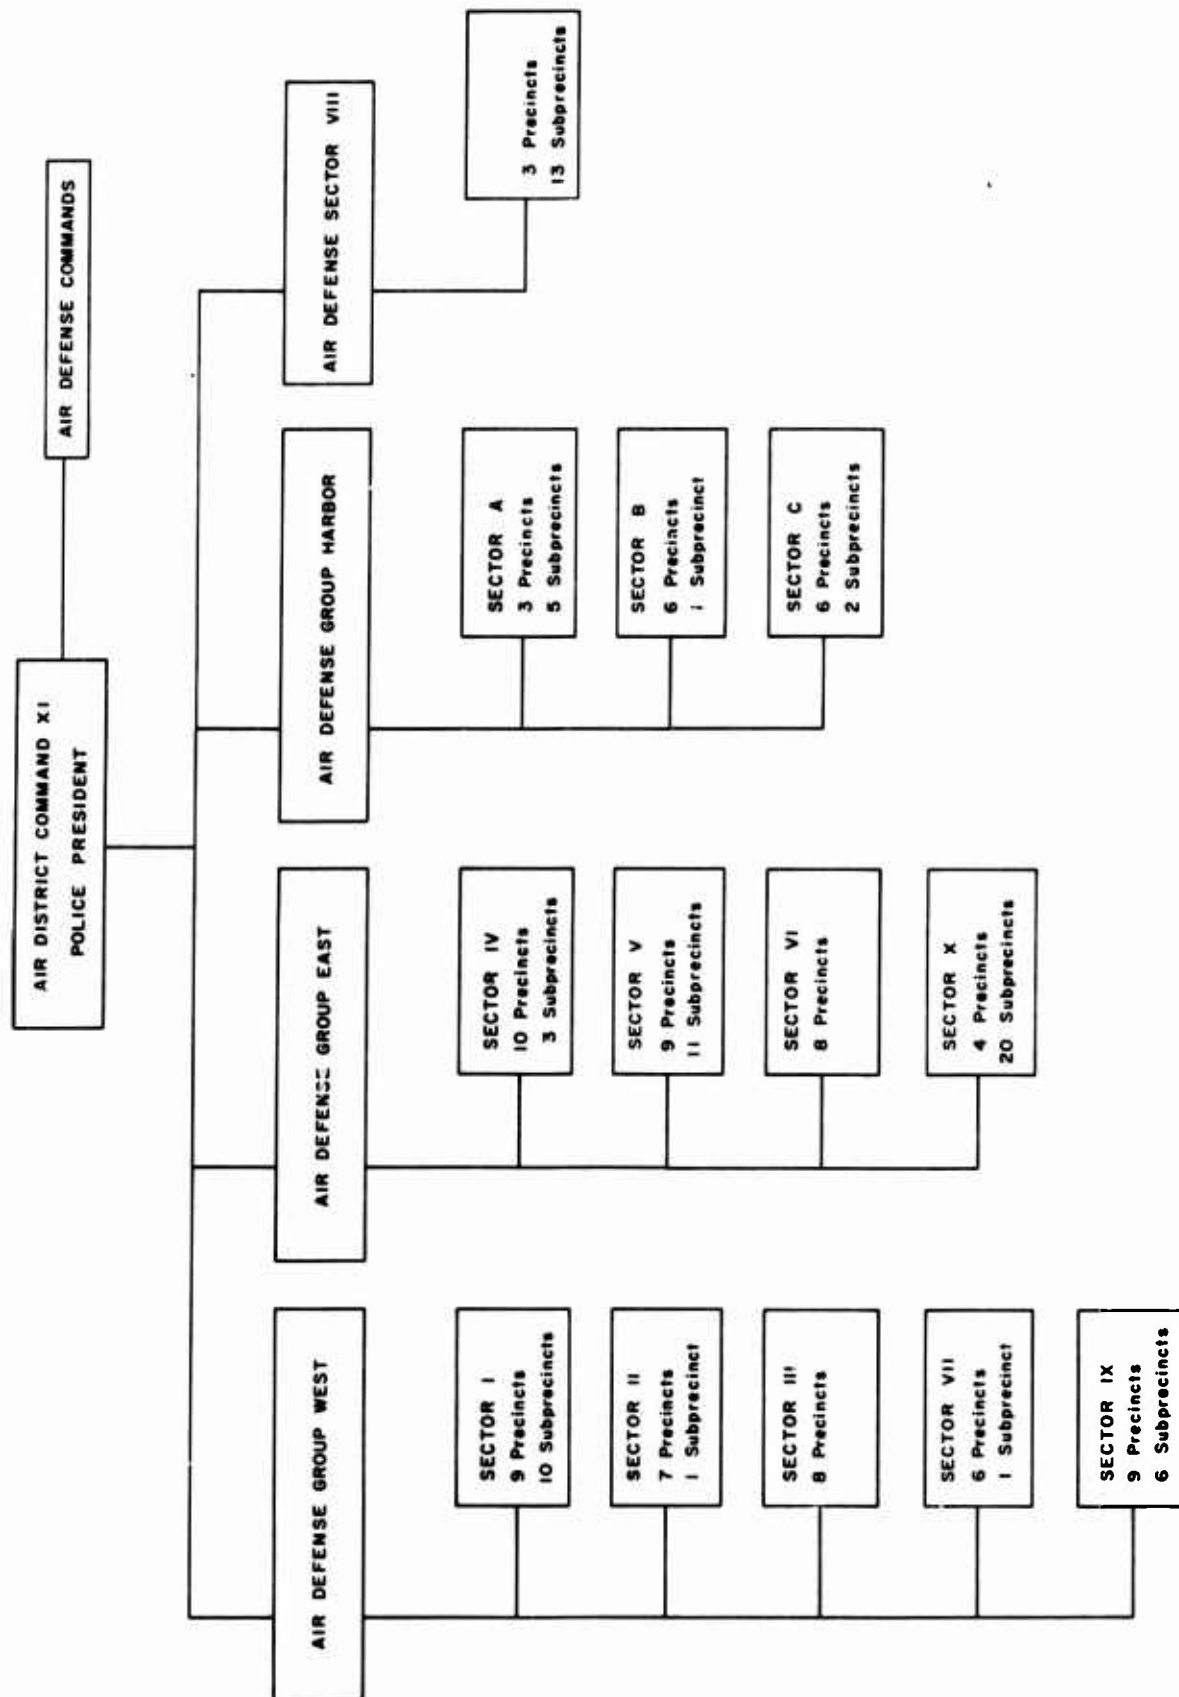 AIR DISTRICT COMMAND XI
POLICE PRESIDENT
AIR DEFENSE COMMANDS
AIR DEFENSE GROUP WEST
SECTOR I
9 Precincts
10 Subprecincts
SECTOR II
7 Precincts
1 Subprecinct
SECTOR III
8 Precincts
SECTOR VII
6 Precincts
1 Subprecinct
SECTOR IX
9 Precincts
6 Subprecincts
AIR DEFENSE GROUP EAST
SECTOR IV
10 Precincts
3 Subprecincts
SECTOR V
9 Precincts
11 Subprecincts
SECTOR VI
8 Precincts
SECTOR X
4 Precincts
20 Subprecincts
AIR DEFENSE GROUP HARBOR
SECTOR A
3 Precincts
5 Subprecincts
SECTOR B
6 Precincts
1 Subprecinct
SECTOR C
6 Precincts
2 Subprecincts
AIR DEFENSE SECTOR VIII
3 Precincts
13 Subprecincts